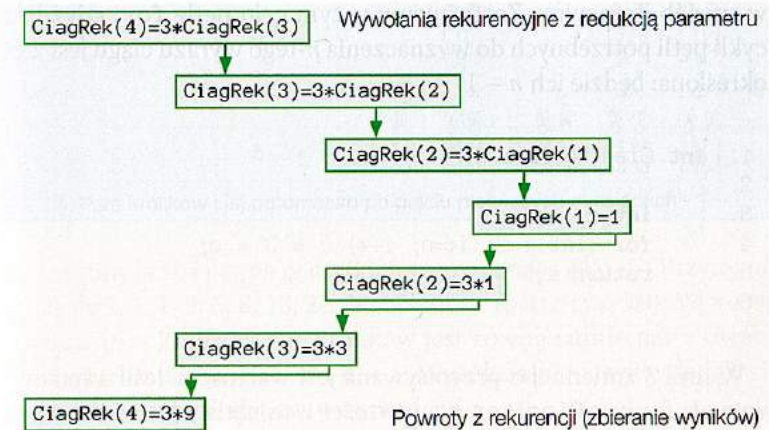 CiagRek(4)=3*CiagRek(3)
Wywołania rekurencyjne z redukcją parametru
CiagRek(3)=3*CiagRek(2)
CiagRek(2)=3*CiagRek(1)
CiagRek(1)=1
CiagRek(2)=3*1
CiagRek(3)=3*3
CiagRek(4)=3*9
Powroty z rekurencji (zbieranie wyników)